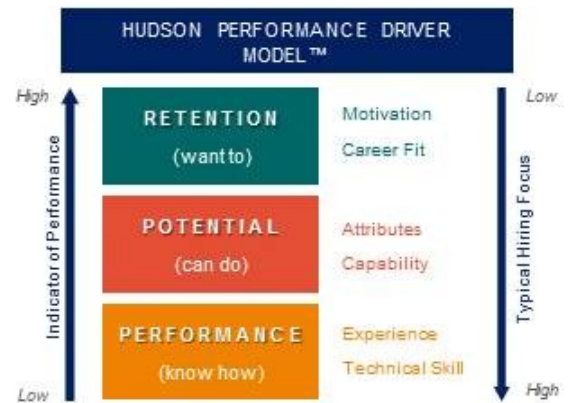 HUDSON PERFORMANCE DRIVER
MODEL™
High
Low
RETENTION
(want to)
Motivation
Career Fit
POTENTIAL
(can do)
Attributes
Capability
PERFORMANCE
(know how)
Experience
Technical Skill
Indicator of Performance
Typical Hiring Focus
Low
High